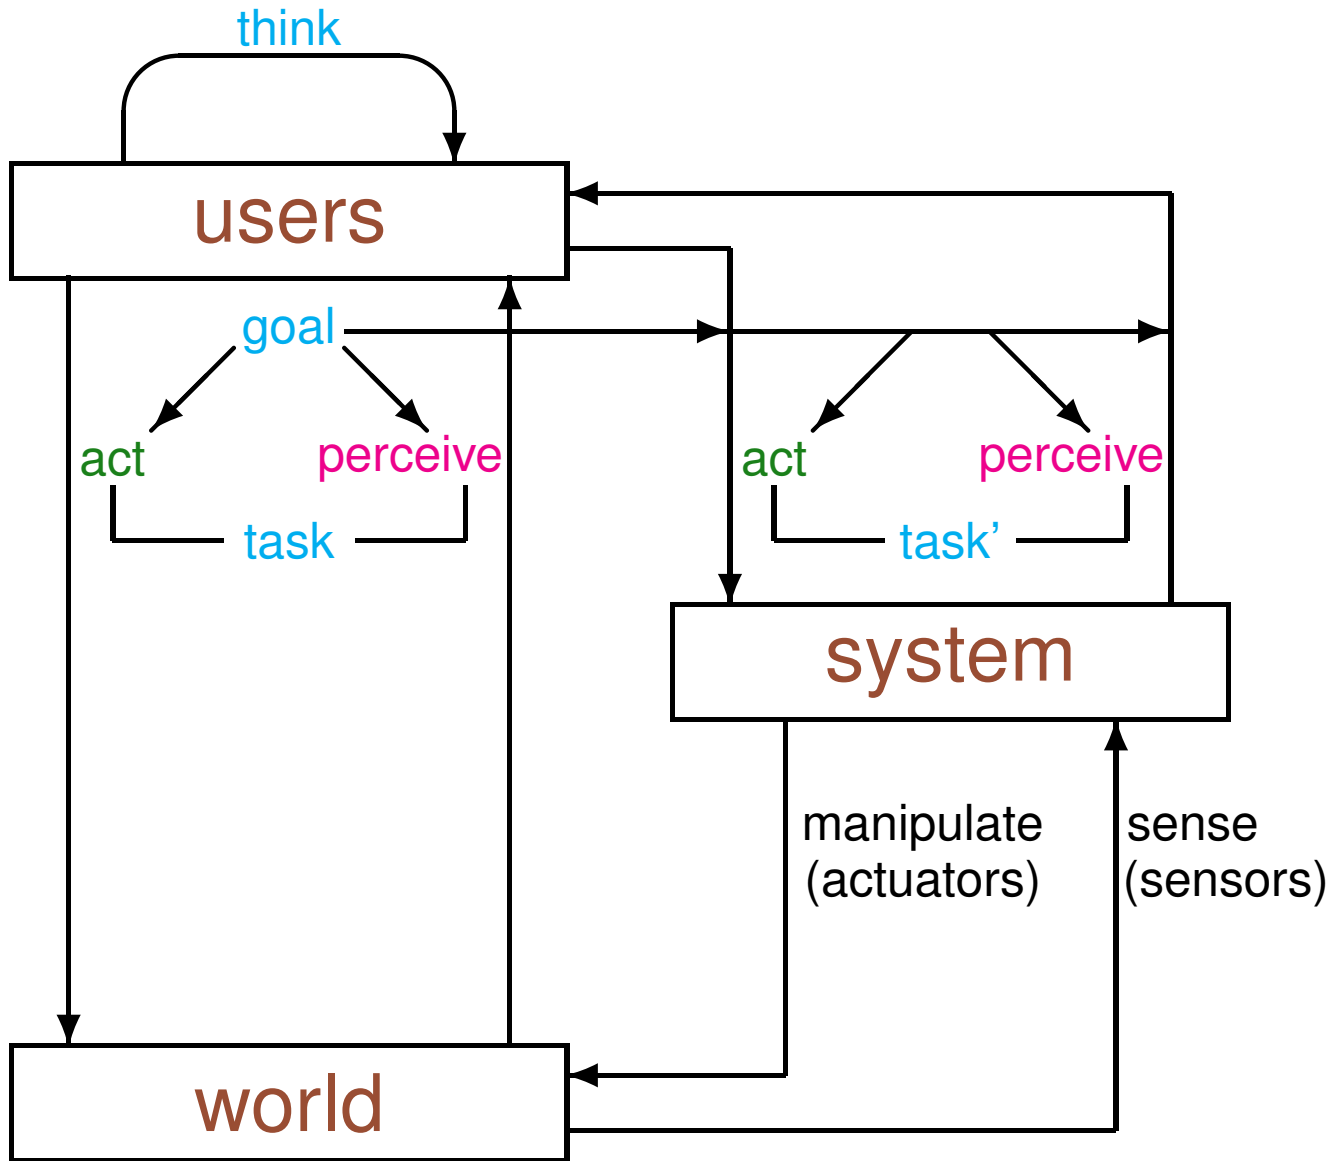 think
users
goal
act
perceive
act
perceive
task
task’
system
manipulate
(actuators)
sense
(sensors)
world